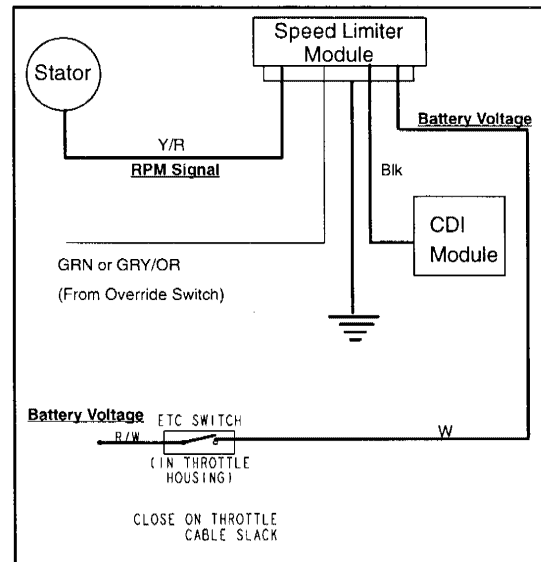 Speed Limiter
Module
Stator
Battery Voltage
Y/R
RPM Signal
Blk
CDI
Module
GRN or GRY/OR
(From Override Switch)
Battery Voltage
ETC SWITCH
R/W
W
(IN THROTTLE
HOUSING)
CLOSE ON THROTTLE
CABLE SLACK